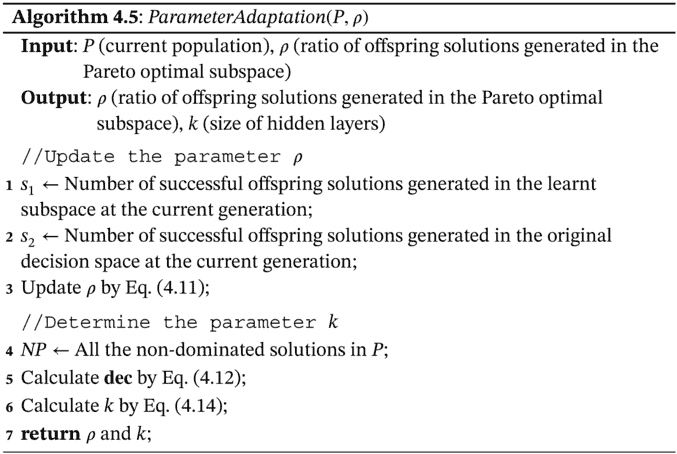 Algorithm 4.5: ParameterAdaptation(P, ρ)
Input: P (current population), ρ (ratio of offspring solutions generated in the
Pareto optimal subspace)
Output: ρ (ratio of offspring solutions generated in the Pareto optimal
subspace), k (size of hidden layers)
//Update the parameter ρ
1 s₁ ← Number of successful offspring solutions generated in the learnt
subspace at the current generation;
2 s₂ ← Number of successful offspring solutions generated in the original
decision space at the current generation;
3 Update ρ by Eq. (4.11);
//Determine the parameter k
4 NP ← All the non-dominated solutions in P;
5 Calculate dec by Eq. (4.12);
6 Calculate k by Eq. (4.14);
7 return ρ and k;